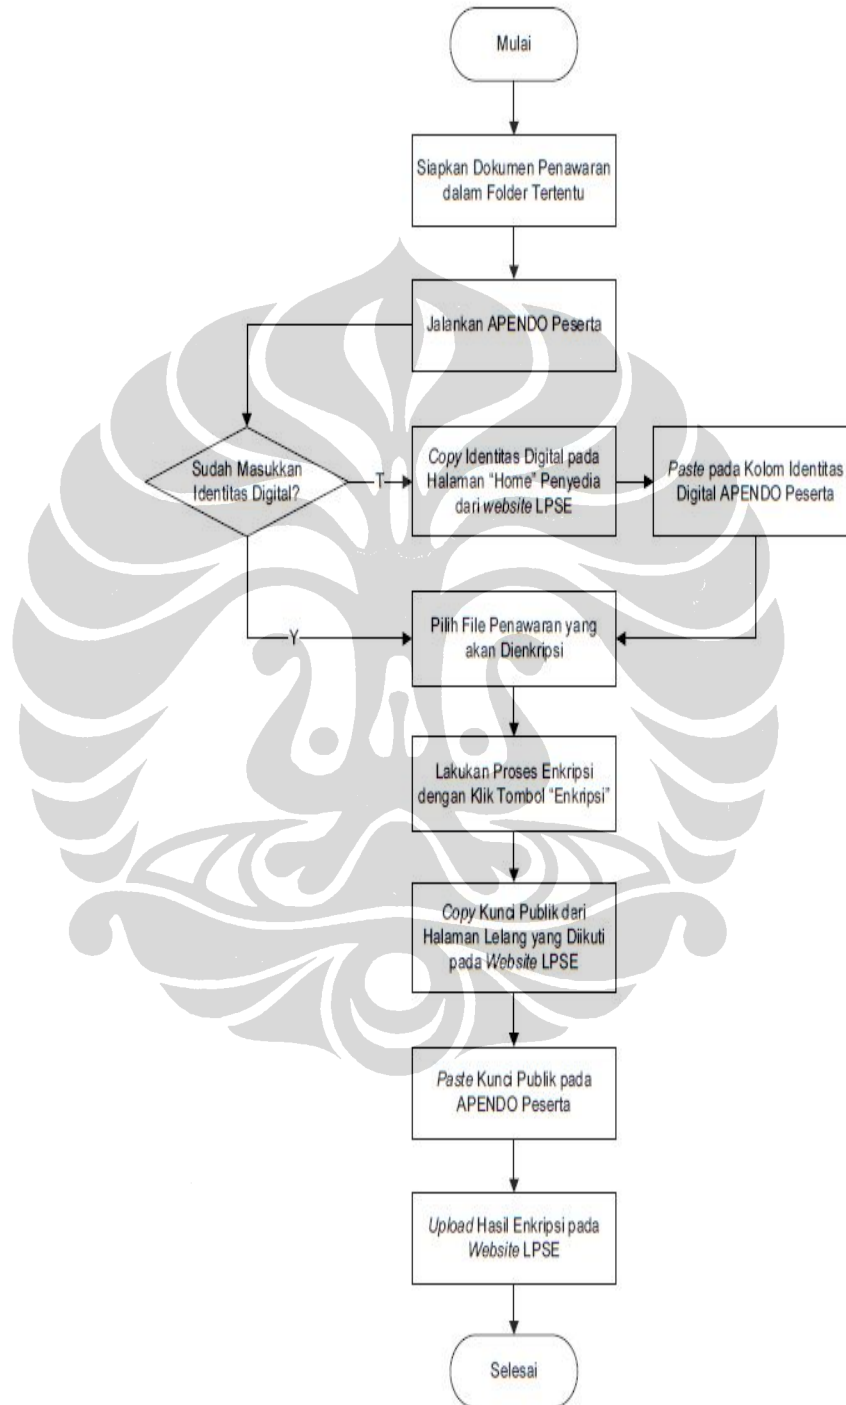 Mulai
Siapkan Dokumen Penawaran
dalam Folder Tertentu
Jalankan APENDO Peserta
Sudah Masukkan
Identitas Digital?
T
Copy Identitas Digital pada
Halaman “Home” Penyedia
dari website LPSE
Paste pada Kolom Identitas
Digital APENDO Peserta
Y
Pilih File Penawaran yang
akan Dienkripsi
Lakukan Proses Enkripsi
dengan Klik Tombol “Enkripsi”
Copy Kunci Publik dari
Halaman Lelang yang Diikuti
pada Website LPSE
Paste Kunci Publik pada
APENDO Peserta
Upload Hasil Enkripsi pada
Website LPSE
Selesai